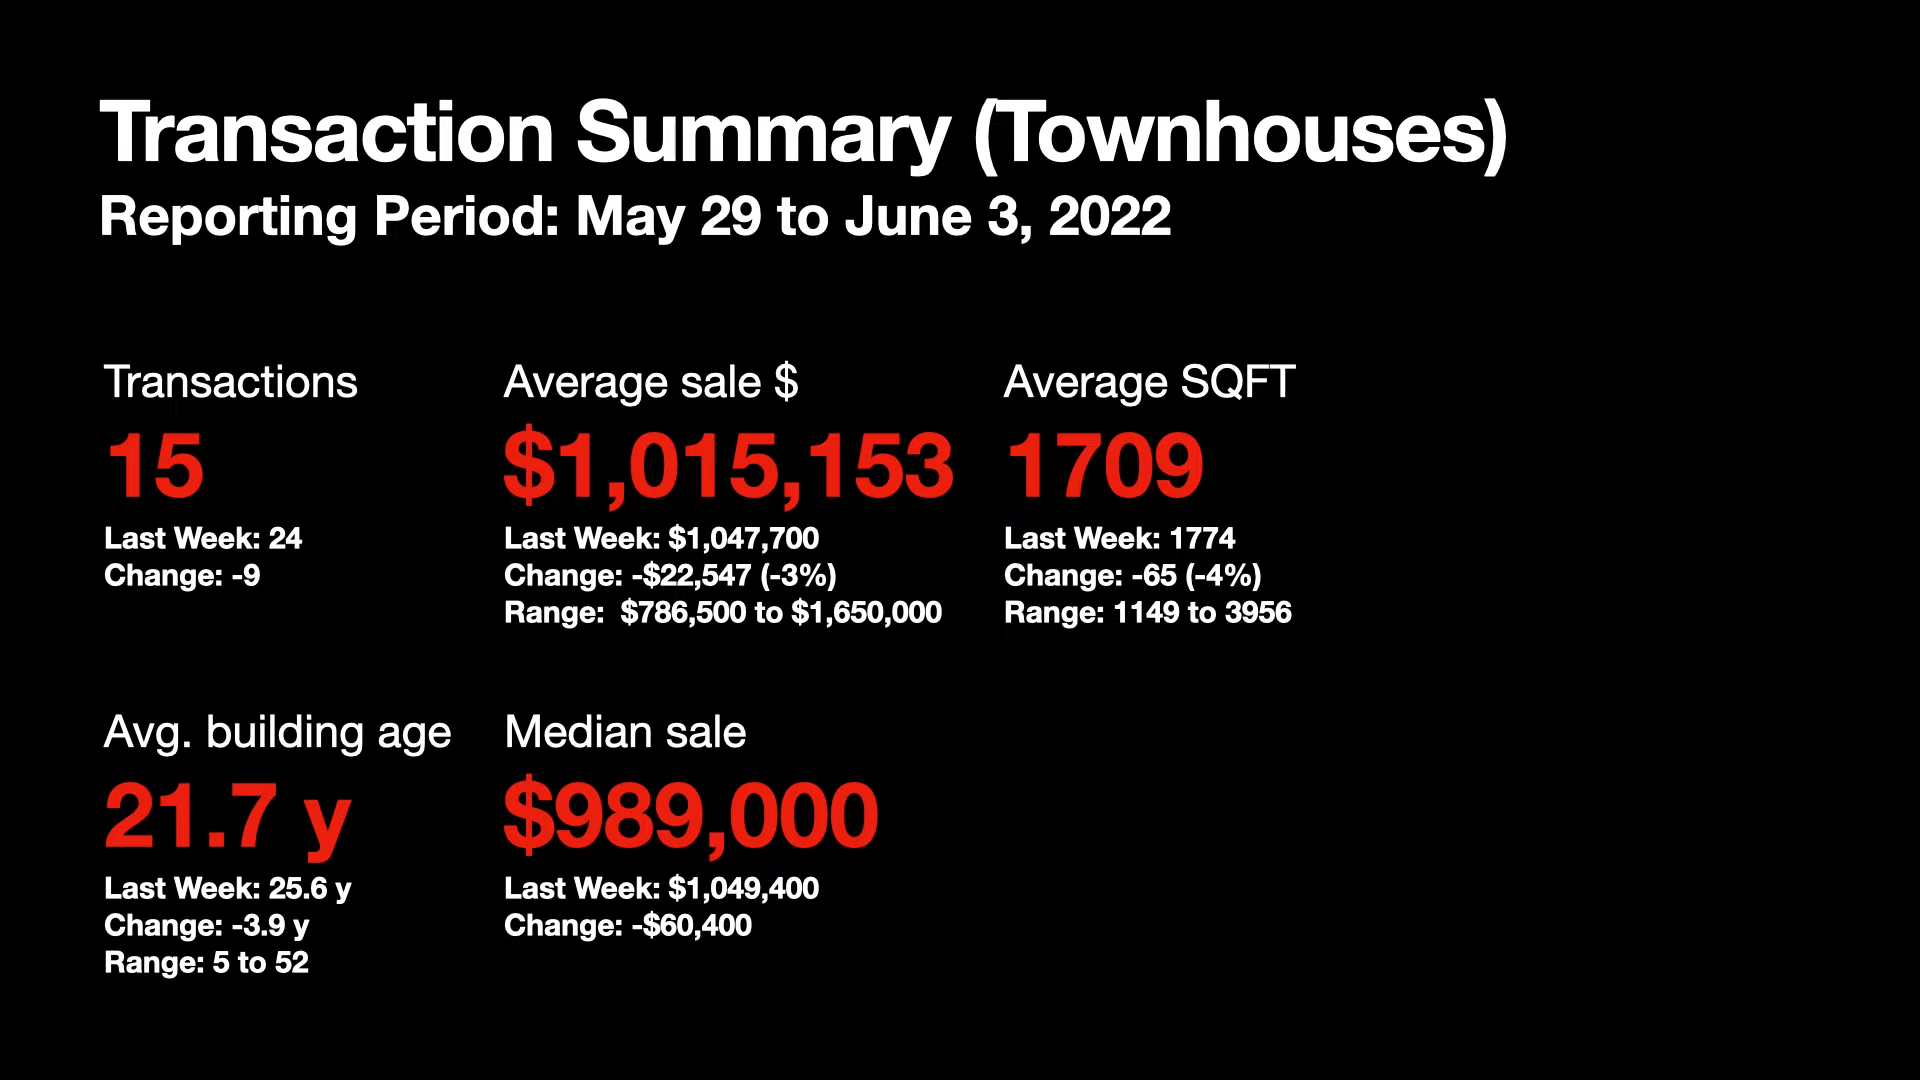 Transaction Summary (Townhouses)
Reporting Period: May 29 to June 3, 2022
Transactions
15
Last Week: 24
Change: -9
Average sale $
$1,015,153
Last Week: $1,047,700
Change: -$22,547 (-3%)
Range:  $786,500 to $1,650,000
Average SQFT
1709
Last Week: 1774
Change: -65 (-4%)
Range: 1149 to 3956
Avg. building age
21.7 y
Last Week: 25.6 y
Change: -3.9 y
Range: 5 to 52
Median sale
$989,000
Last Week: $1,049,400
Change: -$60,400